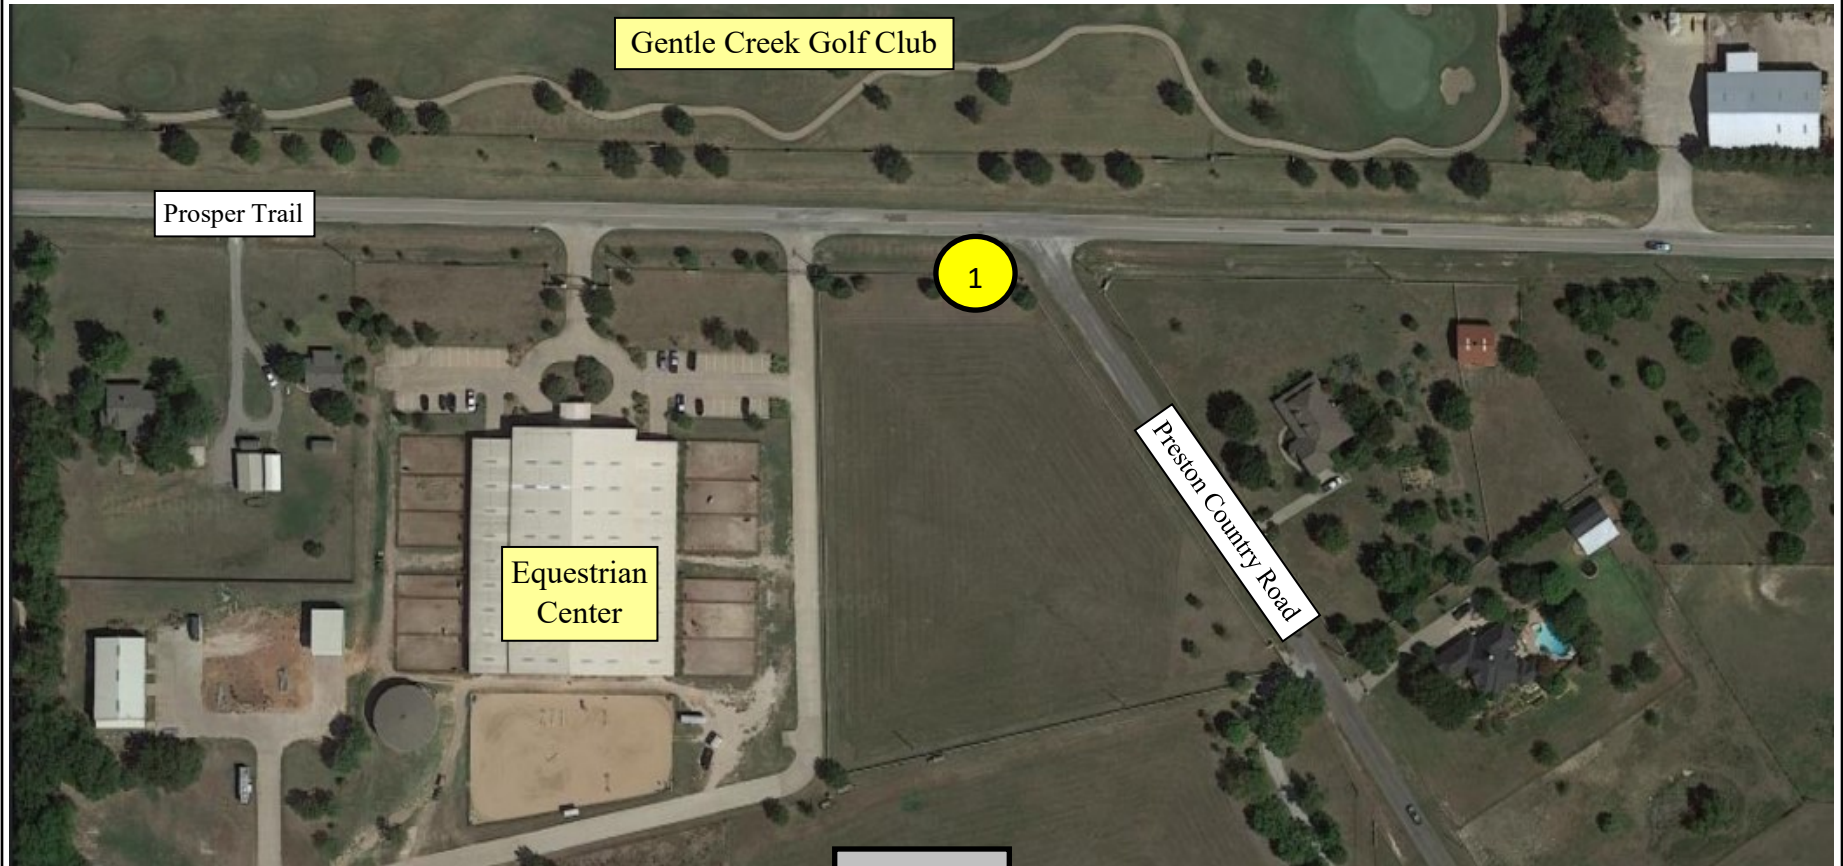 Gentle Creek Golf Club
Prosper Trail
1
Preston Country Road
Equestrian
Center